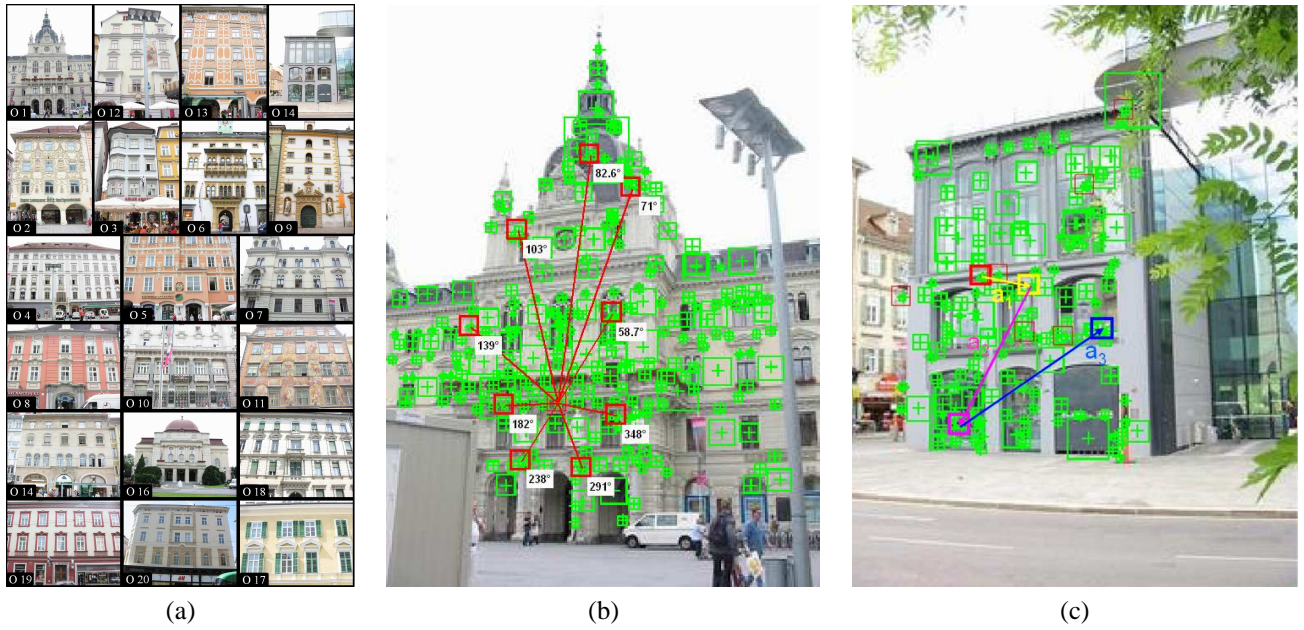 O 1
O 12
O 13
O 14
O 2
O 3
O 6
O 9
O 4
O 5
O 7
O 8
O 10
O 11
O 14
O 16
O 18
O 19
O 20
O 17
82.6°
71°
103°
58.7°
139°
182°
348°
238°
291°
a
a
a3
(a)
(b)
(c)